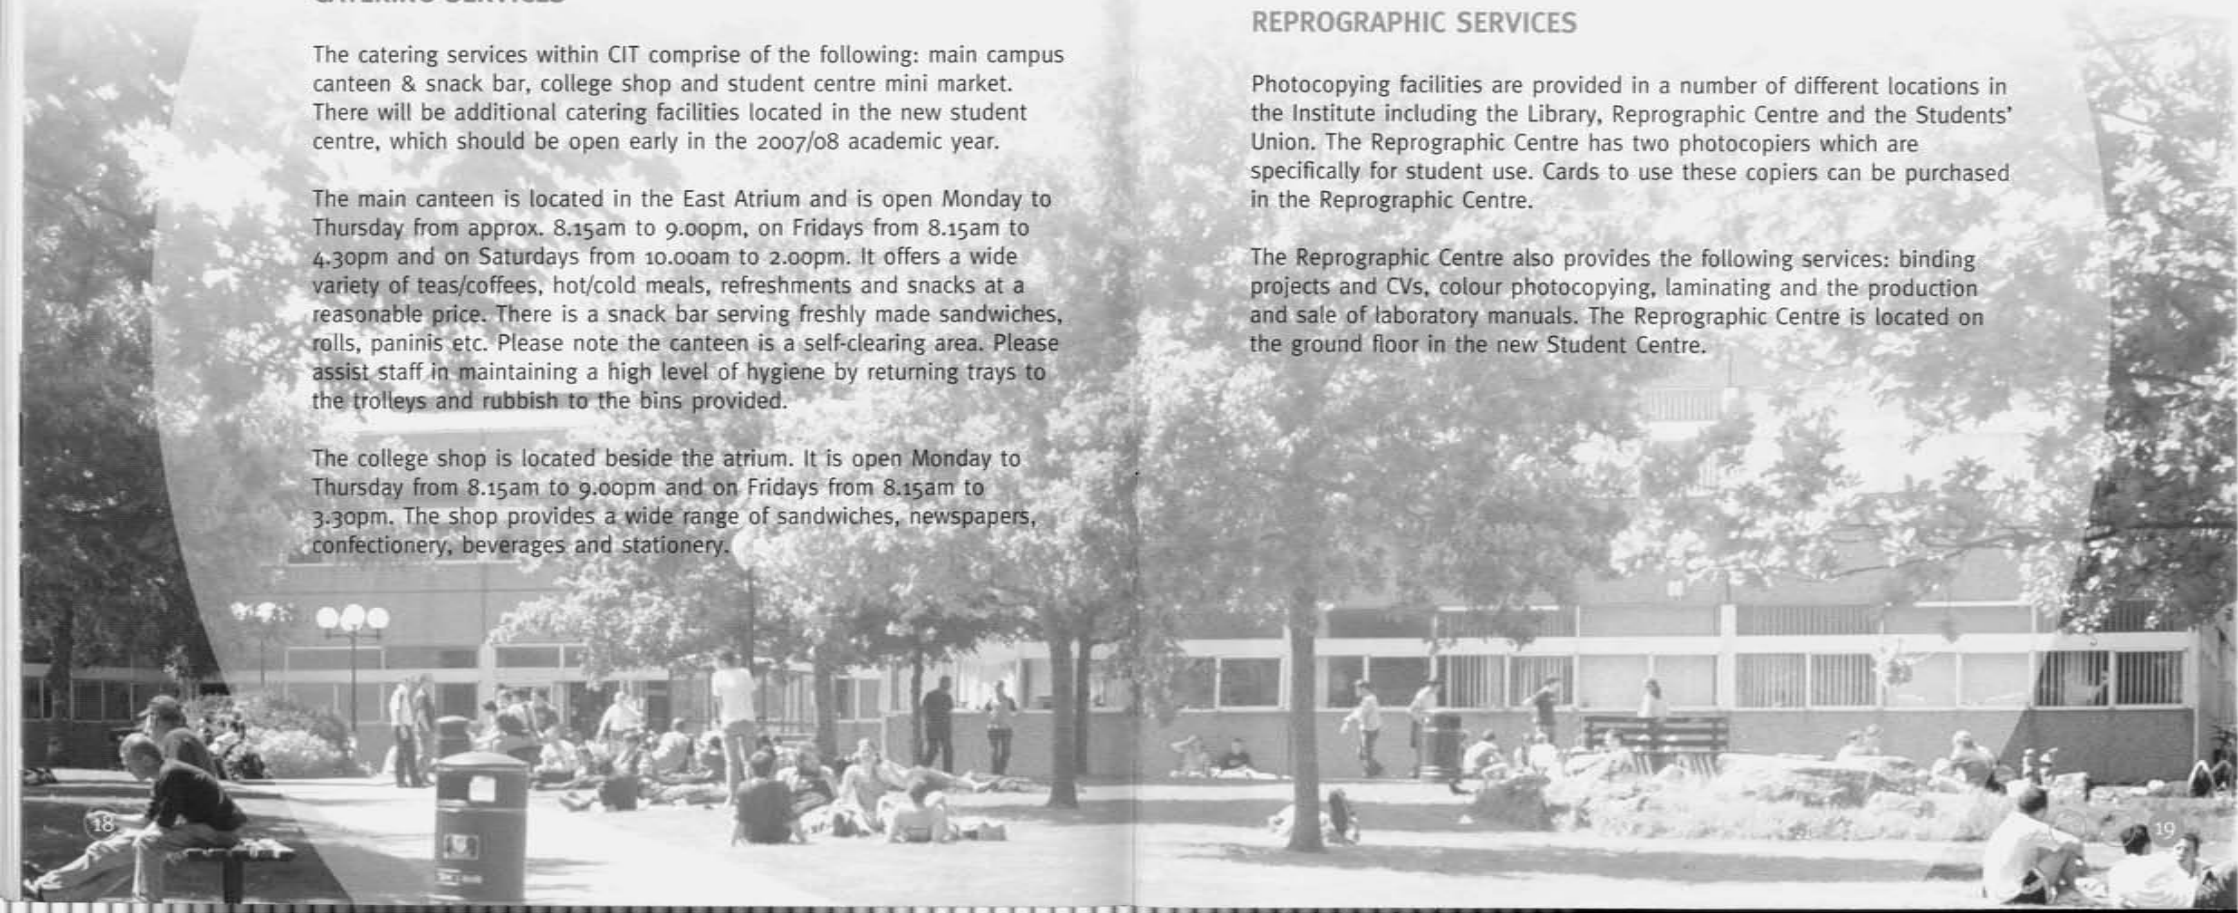 CATERING SERVICES
The catering services within CIT comprise of the following: main campus
canteen & snack bar, college shop and student centre mini market.
There will be additional catering facilities located in the new student
centre, which should be open early in the 2007/08 academic year.
The main canteen is located in the East Atrium and is open Monday to
Thursday from approx. 8.15am to 9.00pm, on Fridays from 8.15am to
4.30pm and on Saturdays from 10.00am to 2.00pm. It offers a wide
variety of teas/coffees, hot/cold meals, refreshments and snacks at a
reasonable price. There is a snack bar serving freshly made sandwiches,
rolls, paninis etc. Please note the canteen is a self-clearing area. Please
assist staff in maintaining a high level of hygiene by returning trays to
the trolleys and rubbish to the bins provided.
The college shop is located beside the atrium. It is open Monday to
Thursday from 8.15am to 9.00pm and on Fridays from 8.15am to
3.30pm. The shop provides a wide range of sandwiches, newspapers,
confectionery, beverages and stationery.
18
REPROGRAPHIC SERVICES
Photocopying facilities are provided in a number of different locations in
the Institute including the Library, Reprographic Centre and the Students'
Union. The Reprographic Centre has two photocopiers which are
specifically for student use. Cards to use these copiers can be purchased
in the Reprographic Centre.
The Reprographic Centre also provides the following services: binding
projects and CVs, colour photocopying, laminating and the production
and sale of laboratory manuals. The Reprographic Centre is located on
the ground floor in the new Student Centre.
19